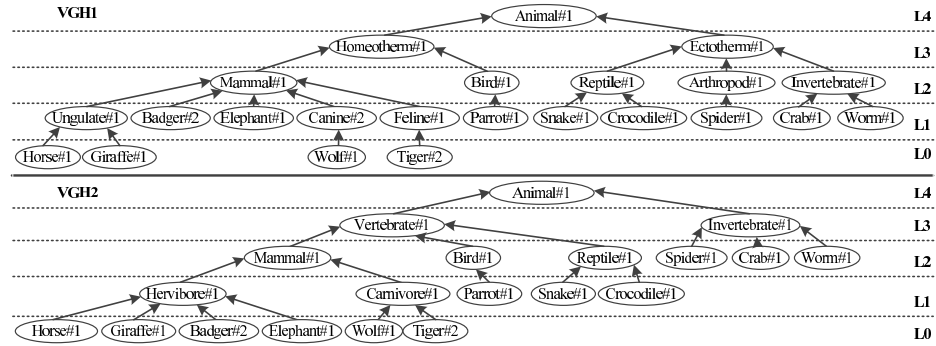 VGH1 Animal#1 L4
Homeotherm#1 Ectotherm#1 L3
Mammal#1 Bird#1 Reptile#1 Arthropod#1 Invertebrate#1 L2
Ungulate#1 Badger#2 Elephant#1 Canine#2 Feline#1 Parrot#1 Snake#1 Crocodile#1 Spider#1 Crab#1 Worm#1 L1
Horse#1 Giraffe#1 Wolf#1 Tiger#2 L0
VGH2 Animal#1 L4
Vertebrate#1 Invertebrate#1 L3
Mammal#1 Bird#1 Reptile#1 Spider#1 Crab#1 Worm#1 L2
Hervibore#1 Carnivore#1 Parrot#1 Snake#1 Crocodile#1 L1
Horse#1 Giraffe#1 Badger#2 Elephant#1 Wolf#1 Tiger#2 L0